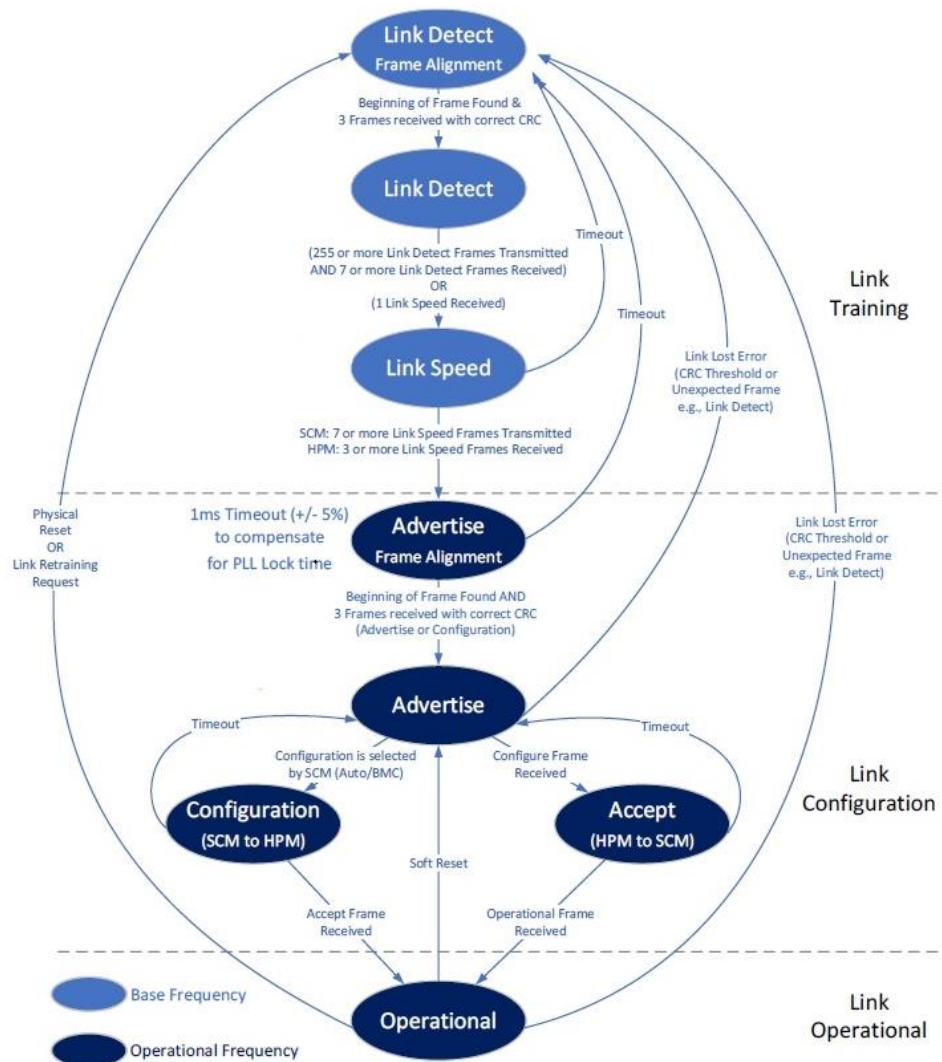 Link Detect
Frame Alignment
Beginning of Frame Found &
3 Frames received with correct CRC
Link Detect
Timeout
(255 or more Link Detect Frames Transmitted
AND 7 or more Link Detect Frames Received)
OR
(1 Link Speed Received)
Timeout
Link
Training
Link Speed
Link Lost Error
(CRC Threshold or
Unexpected Frame
e.g., Link Detect)
SCM: 7 or more Link Speed Frames Transmitted
HPM: 3 or more Link Speed Frames Received
Physical
Reset
OR
Link Retraining
Request
1ms Timeout (+/- 5%)
to compensate
for PLL Lock time
Advertise
Frame Alignment
Link Lost Error
(CRC Threshold or
Unexpected Frame
e.g., Link Detect)
Beginning of Frame Found AND
3 Frames received with correct CRC
(Advertise or Configuration)
Advertise
Timeout
Timeout
Configuration is selected
by SCM (Auto/BMC)
Configure Frame
Received
Link
Configuration
Configuration
(SCM to HPM)
Accept
(HPM to SCM)
Soft Reset
Accept Frame
Received
Operational Frame
Received
Base Frequency
Operational
Link
Operational
Operational Frequency